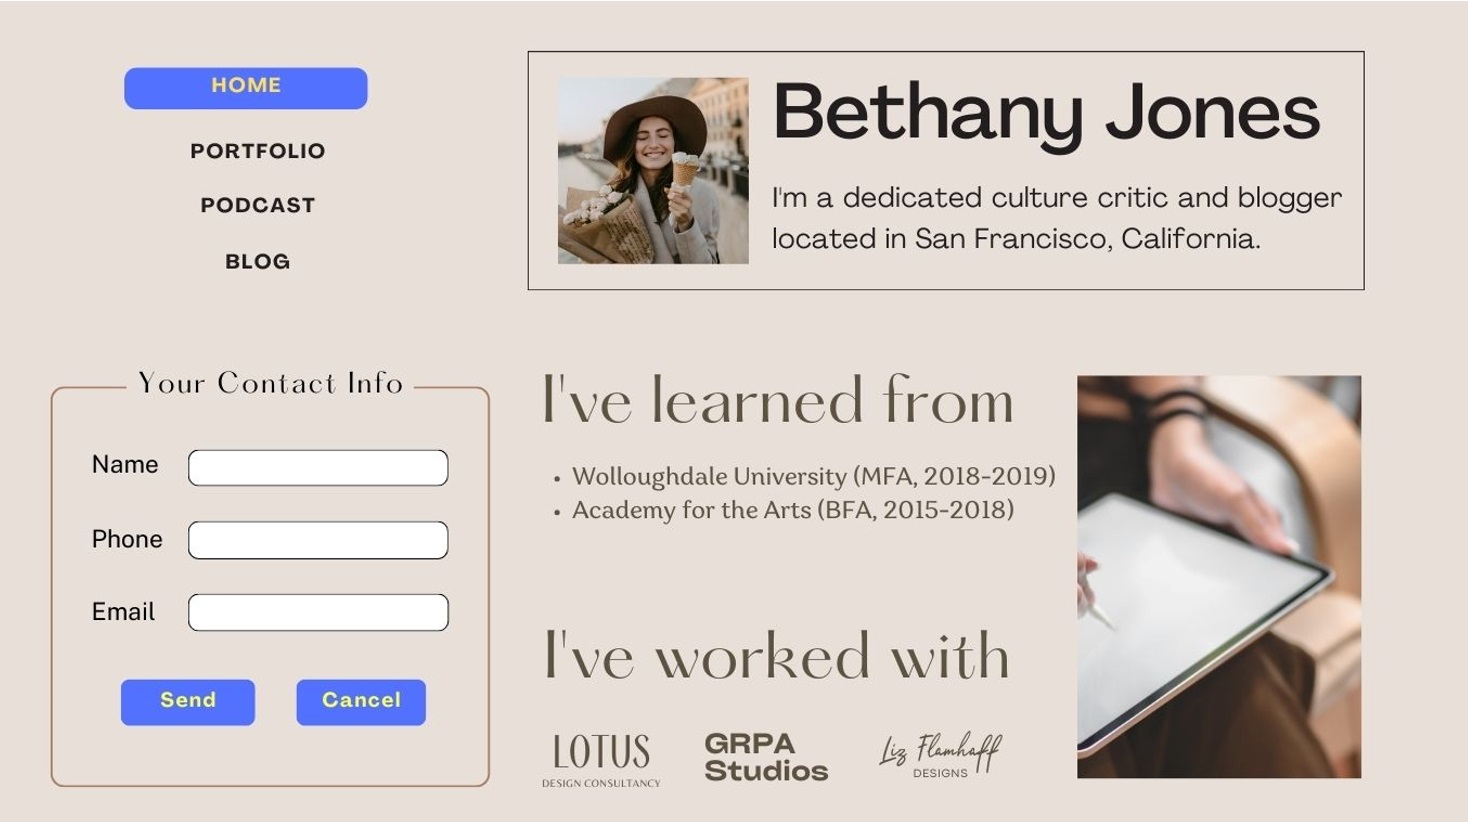 HOME
PORTFOLIO
PODCAST
BLOG
Bethany Jones
I'm a dedicated culture critic and blogger
located in San Francisco, California.
Your Contact Info
Name
Phone
Email
Send
Cancel
I've learned from
• Wolloughdale University (MFA, 2018-2019)
• Academy for the Arts (BFA, 2015-2018)
I've worked with
LOTUS
DESIGN CONSULTANCY
GRPA
Studios
Liz Flamhaff
DESIGNS